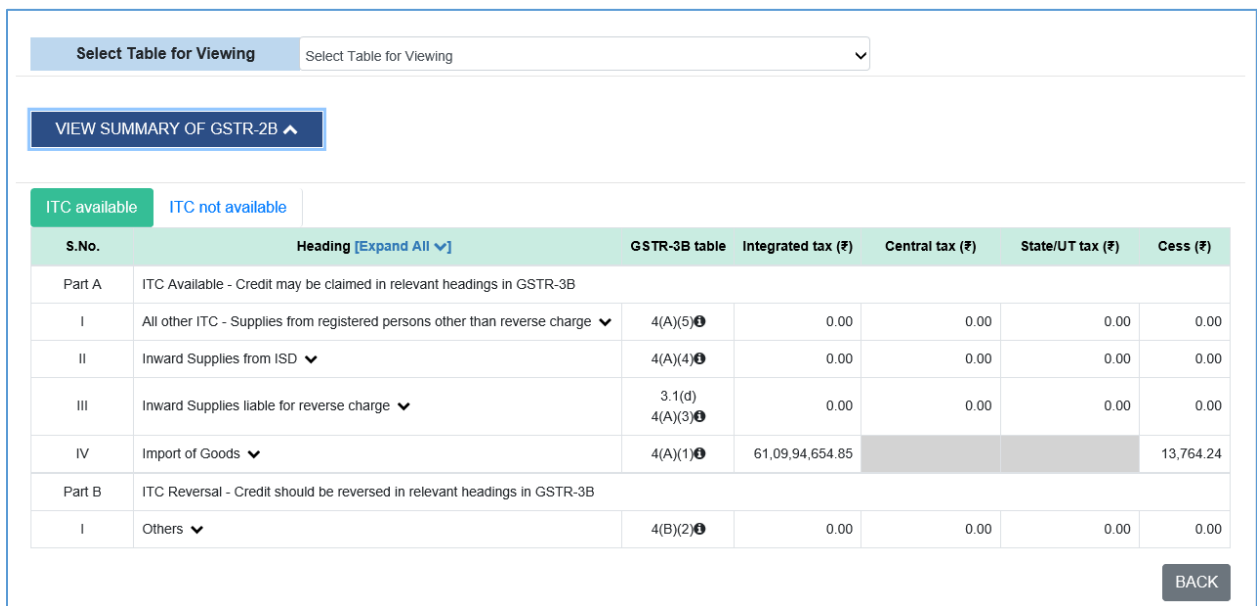 Select Table for Viewing Select Table for Viewing
VIEW SUMMARY OF GSTR-2B
ITC available ITC not available
S.No. Heading [Expand All ] GSTR-3B table Integrated tax (₹) Central tax (₹) State/UT tax (₹) Cess (₹)
Part A ITC Available - Credit may be claimed in relevant headings in GSTR-3B
I All other ITC - Supplies from registered persons other than reverse charge 4(A)(5) 0.00 0.00 0.00 0.00
II Inward Supplies from ISD 4(A)(4) 0.00 0.00 0.00 0.00
III Inward Supplies liable for reverse charge 3.1(d) 4(A)(3) 0.00 0.00 0.00 0.00
IV Import of Goods 4(A)(1) 61,09,94,654.85 13,764.24
Part B ITC Reversal - Credit should be reversed in relevant headings in GSTR-3B
I Others 4(B)(2) 0.00 0.00 0.00 0.00
BACK